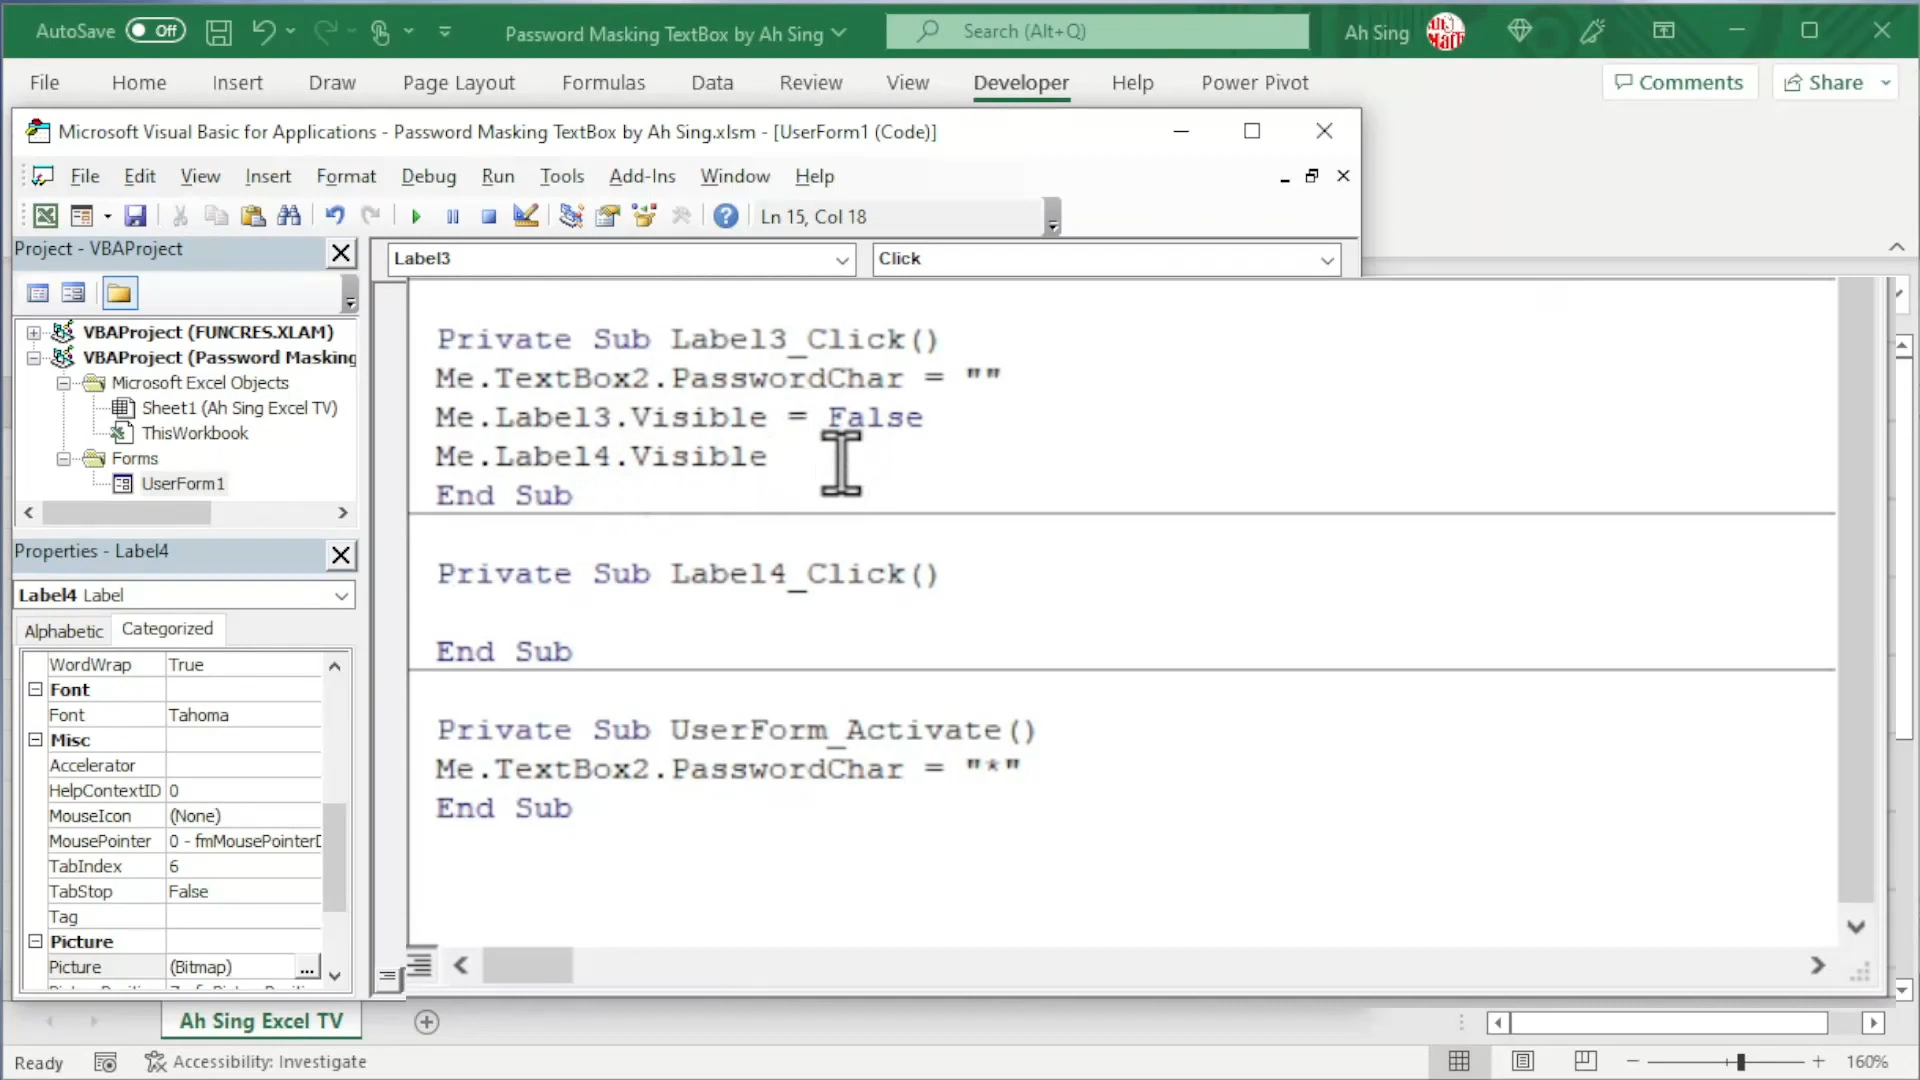 AutoSave Off Password Masking TextBox by Ah Sing Search (Alt+Q) Ah Sing
File Home Insert Draw Page Layout Formulas Data Review View Developer Help Power Pivot Comments Share
Microsoft Visual Basic for Applications - Password Masking TextBox by Ah Sing.xlsm - [UserForm1 (Code)]
File Edit View Insert Format Debug Run Tools Add-Ins Window Help
Ln 15, Col 18
Project - VBAProject
VBAProject (FUNCRES.XLAM)
VBAProject (Password Masking
Microsoft Excel Objects
Sheet1 (Ah Sing Excel TV)
ThisWorkbook
Forms
UserForm1
Properties - Label4
Label4 Label
Alphabetic Categorized
WordWrap True
Font
Font Tahoma
Misc
Accelerator
HelpContextID 0
MouseIcon (None)
MousePointer 0 - fmMousePointerD
TabIndex 6
TabStop False
Tag
Picture
Picture (Bitmap) ...
Label3 Click
Private Sub Label3_Click()
Me.TextBox2.PasswordChar = ""
Me.Label3.Visible = False
Me.Label4.Visible
End Sub
Private Sub Label4_Click()
End Sub
Private Sub UserForm_Activate()
Me.TextBox2.PasswordChar = "*"
End Sub
Ah Sing Excel TV
Ready Accessibility: Investigate 160%